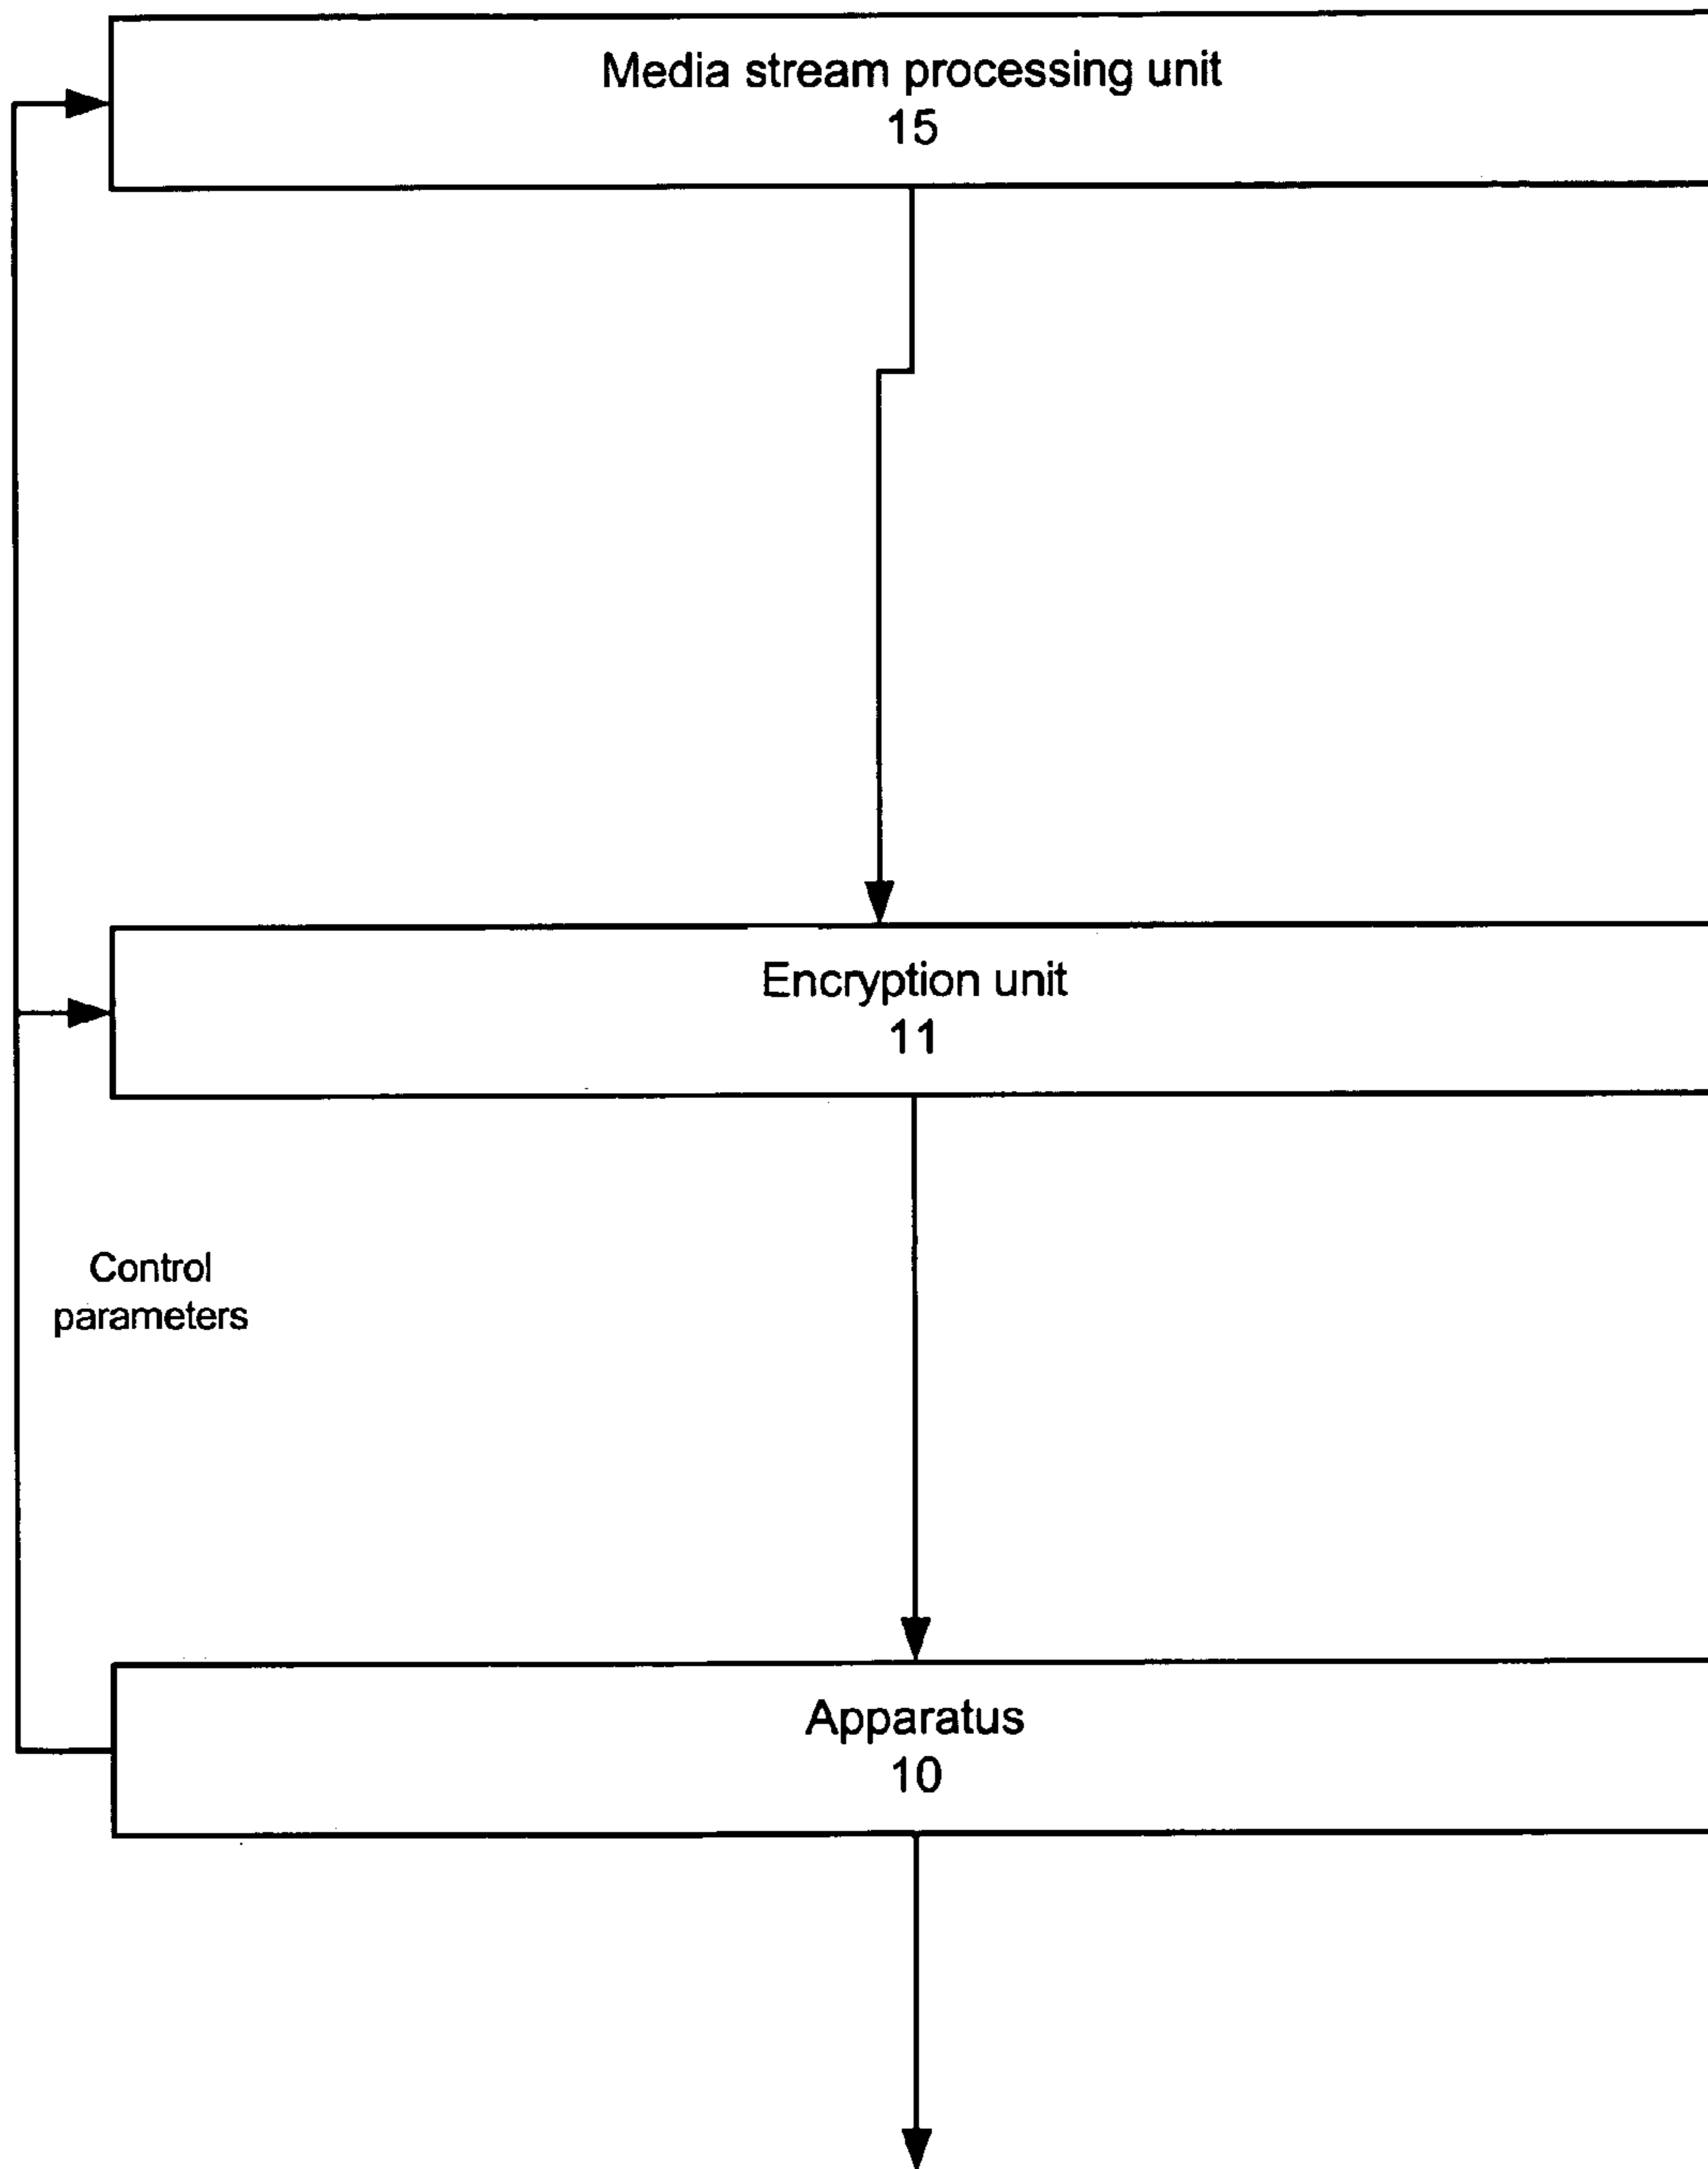 Media stream processing unit
15
Encryption unit
11
Control
parameters
Apparatus
10